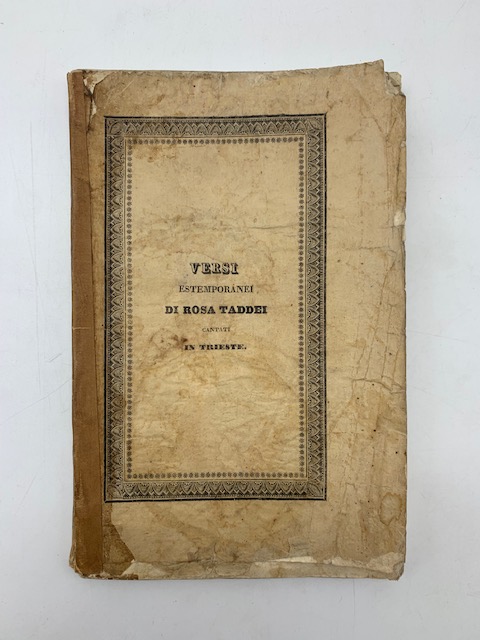 VERSI
ESTEMPORANEI
DI ROSA TADDEI
CANTATI
IN TRIESTE.